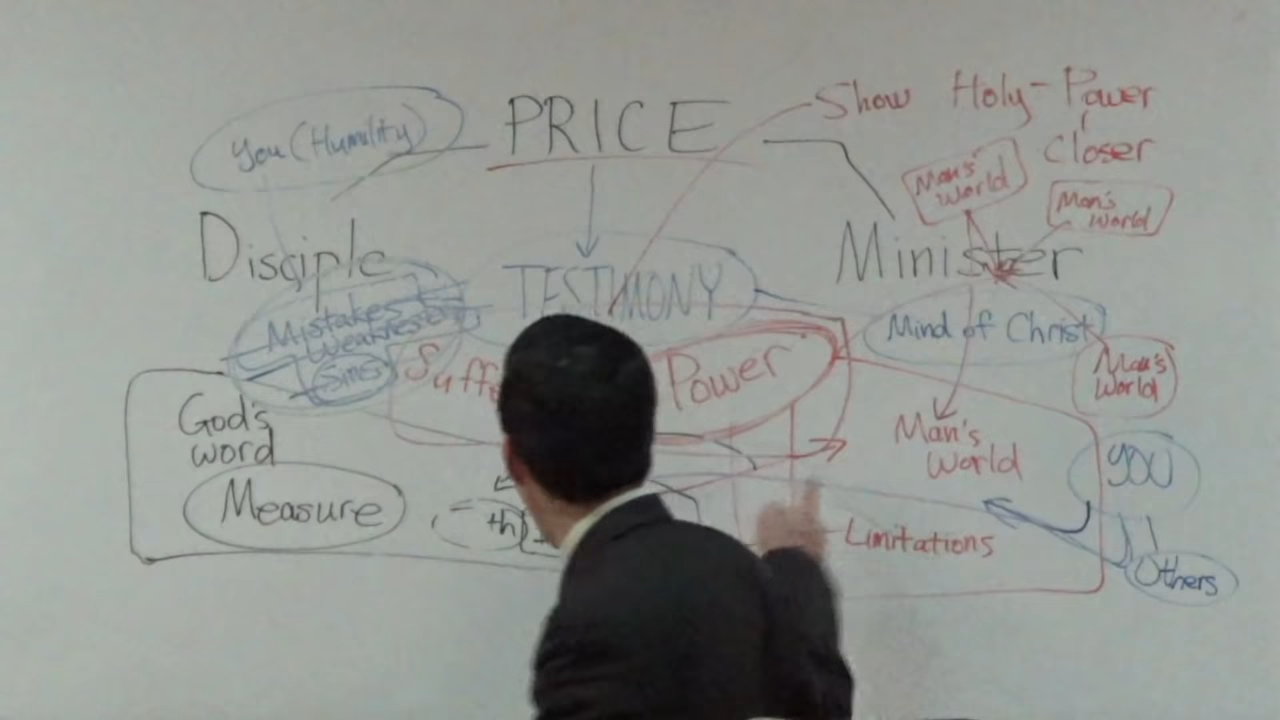 Show Holy-Power
PRICE
You (Humility)
Closer
Man's
World
Man's
World
Disciple
Minister
TESTIMONY
Mistakes
Weaknesses
Mind of Christ
Power
Man's
World
God's
word
Man's
World
YOU
Measure
Limitations
Others